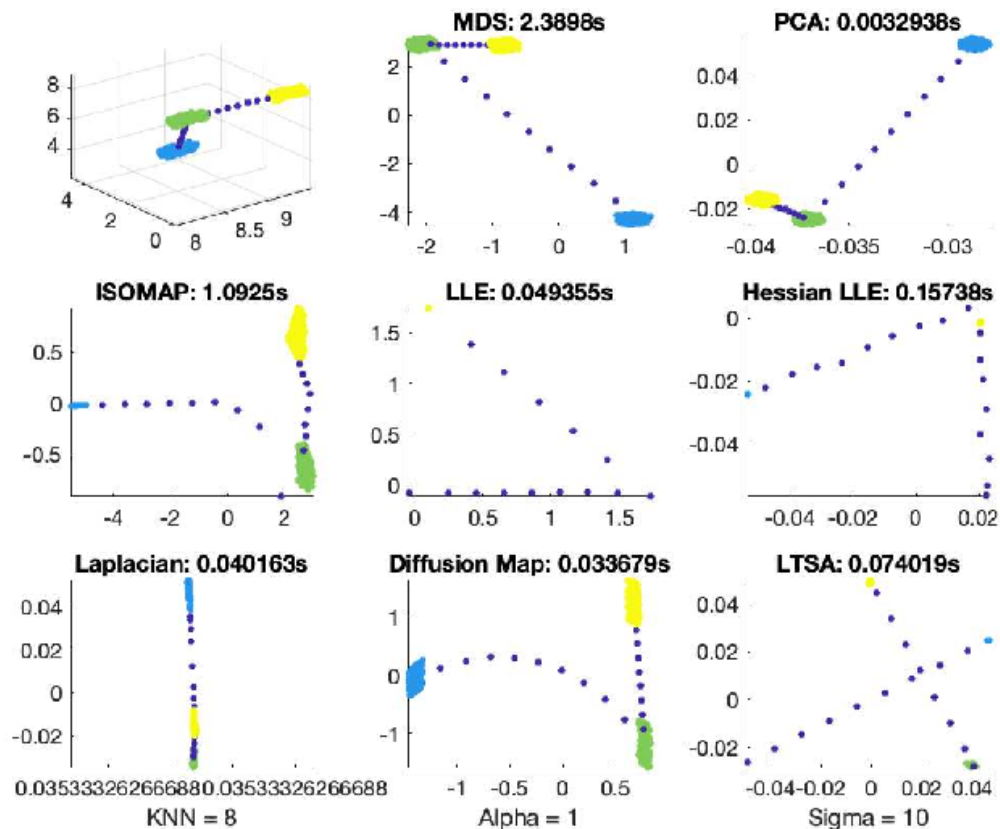 MDS: 2.3898s
PCA: 0.0032938s
8
6
4
4
2
0
8
8.5
9
2
0
-2
-4
-2 -1 0 1
0.04
0.02
0
-0.02
-0.04 -0.035 -0.03
ISOMAP: 1.0925s
LLE: 0.049355s
Hessian LLE: 0.15738s
0.5
0
-0.5
-4 -2 0 2
1.5
1
0.5
0
0 0.5 1 1.5
0
-0.02
-0.04
-0.04 -0.02 0 0.02
Laplacian: 0.040163s
Diffusion Map: 0.033679s
LTSA: 0.074019s
0.04
0.02
0
-0.02
KNN = 8
1
0
-1
-1 -0.5 0 0.5
Alpha = 1
0.04
0.02
0
-0.02
-0.04 -0.02 0 0.02 0.04
Sigma = 10